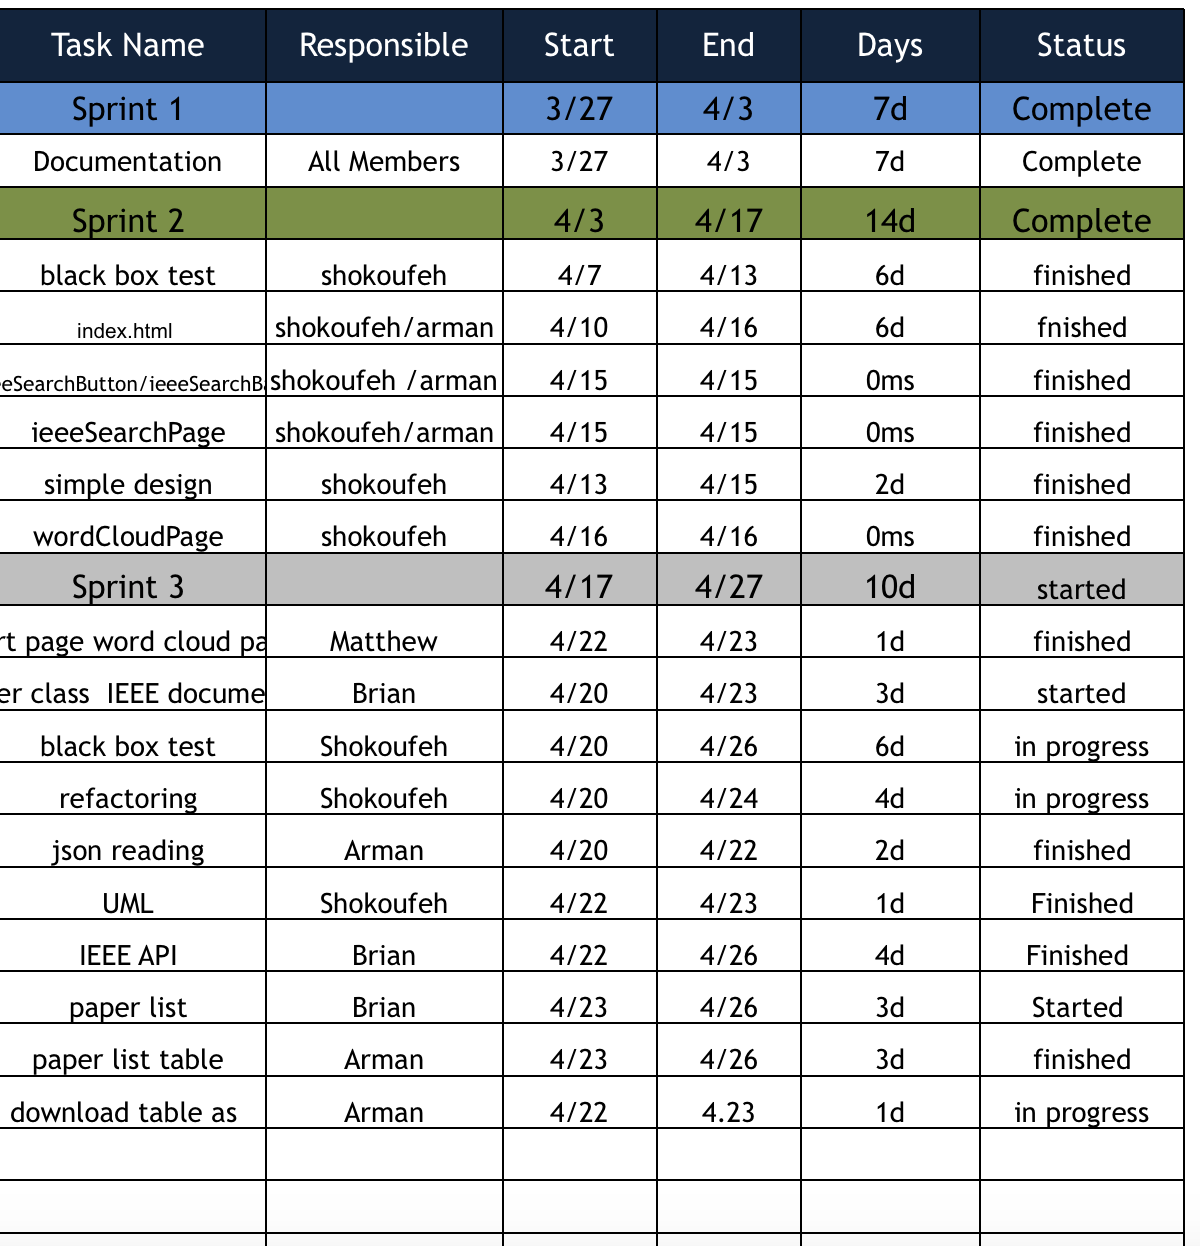 Task Name Responsible Start End Days Status
Sprint 1 3/27 4/3 7d Complete
Documentation All Members 3/27 4/3 7d Complete
Sprint 2 4/3 4/17 14d Complete
black box test shokoufeh 4/7 4/13 6d finished
index.html shokoufeh/arman 4/10 4/16 6d fnished
eeSearchButton/ieeeSearchBa shokoufeh /arman 4/15 4/15 0ms finished
ieeeSearchPage shokoufeh/arman 4/15 4/15 0ms finished
simple design shokoufeh 4/13 4/15 2d finished
wordCloudPage shokoufeh 4/16 4/16 0ms finished
Sprint 3 4/17 4/27 10d started
rt page word cloud pa Matthew 4/22 4/23 1d finished
er class IEEE docume Brian 4/20 4/23 3d started
black box test Shokoufeh 4/20 4/26 6d in progress
refactoring Shokoufeh 4/20 4/24 4d in progress
json reading Arman 4/20 4/22 2d finished
UML Shokoufeh 4/22 4/23 1d Finished
IEEE API Brian 4/22 4/26 4d Finished
paper list Brian 4/23 4/26 3d Started
paper list table Arman 4/23 4/26 3d finished
download table as Arman 4/22 4.23 1d in progress